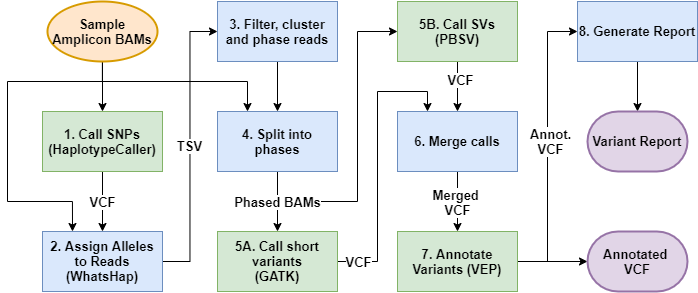 Sample
Amplicon BAMs
1. Call SNPs
(HaplotypeCaller)
VCF
2. Assign Alleles
to Reads
(WhatsHap)
TSV
3. Filter, cluster
and phase reads
4. Split into
phases
Phased BAMs
5A. Call short
variants
(GATK)
VCF
5B. Call SVs
(PBSV)
VCF
6. Merge calls
Merged
VCF
7. Annotate
Variants (VEP)
Annot.
VCF
8. Generate Report
Variant Report
Annotated
VCF